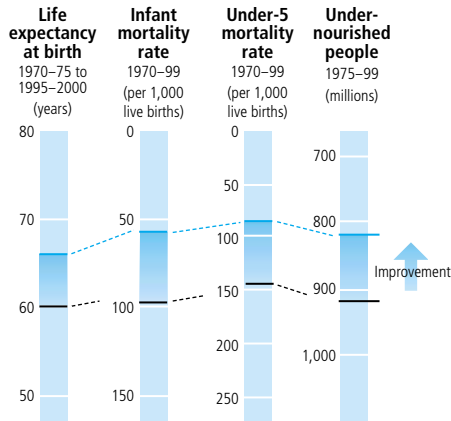 Life
expectancy
at birth
1970–75 to
1995–2000
(years)
80
70
60
50
Infant
mortality
rate
1970–99
(per 1,000
live births)
0
50
100
150
Under-5
mortality
rate
1970–99
(per 1,000
live births)
0
50
100
150
200
250
Under-
nourished
people
1975–99
(millions)
700
800
900
1,000
Improvement